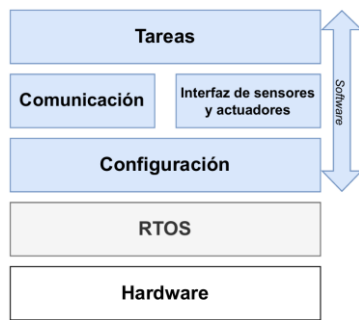 Tareas
Comunicación
Interfaz de sensores
y actuadores
Configuración
RTOS
Hardware
Software